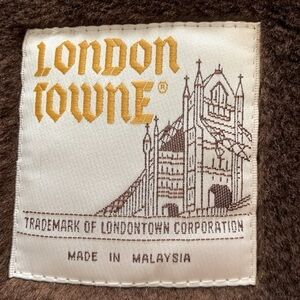 LONDON
TOWNE®
TRADEMARK OF LONDONTOWN CORPORATION
MADE IN MALAYSIA